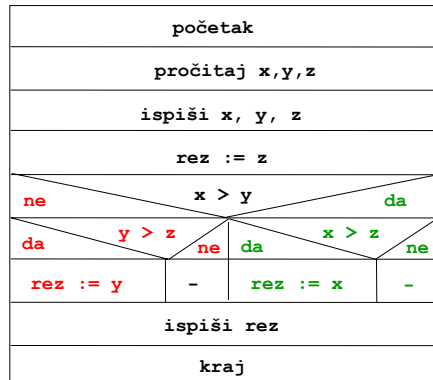 početak
pročitaj x,y,z
ispiši x, y, z
rez := z
x > y
ne da
y > z x > z
da ne da ne
rez := y - rez := x -
ispiši rez
kraj